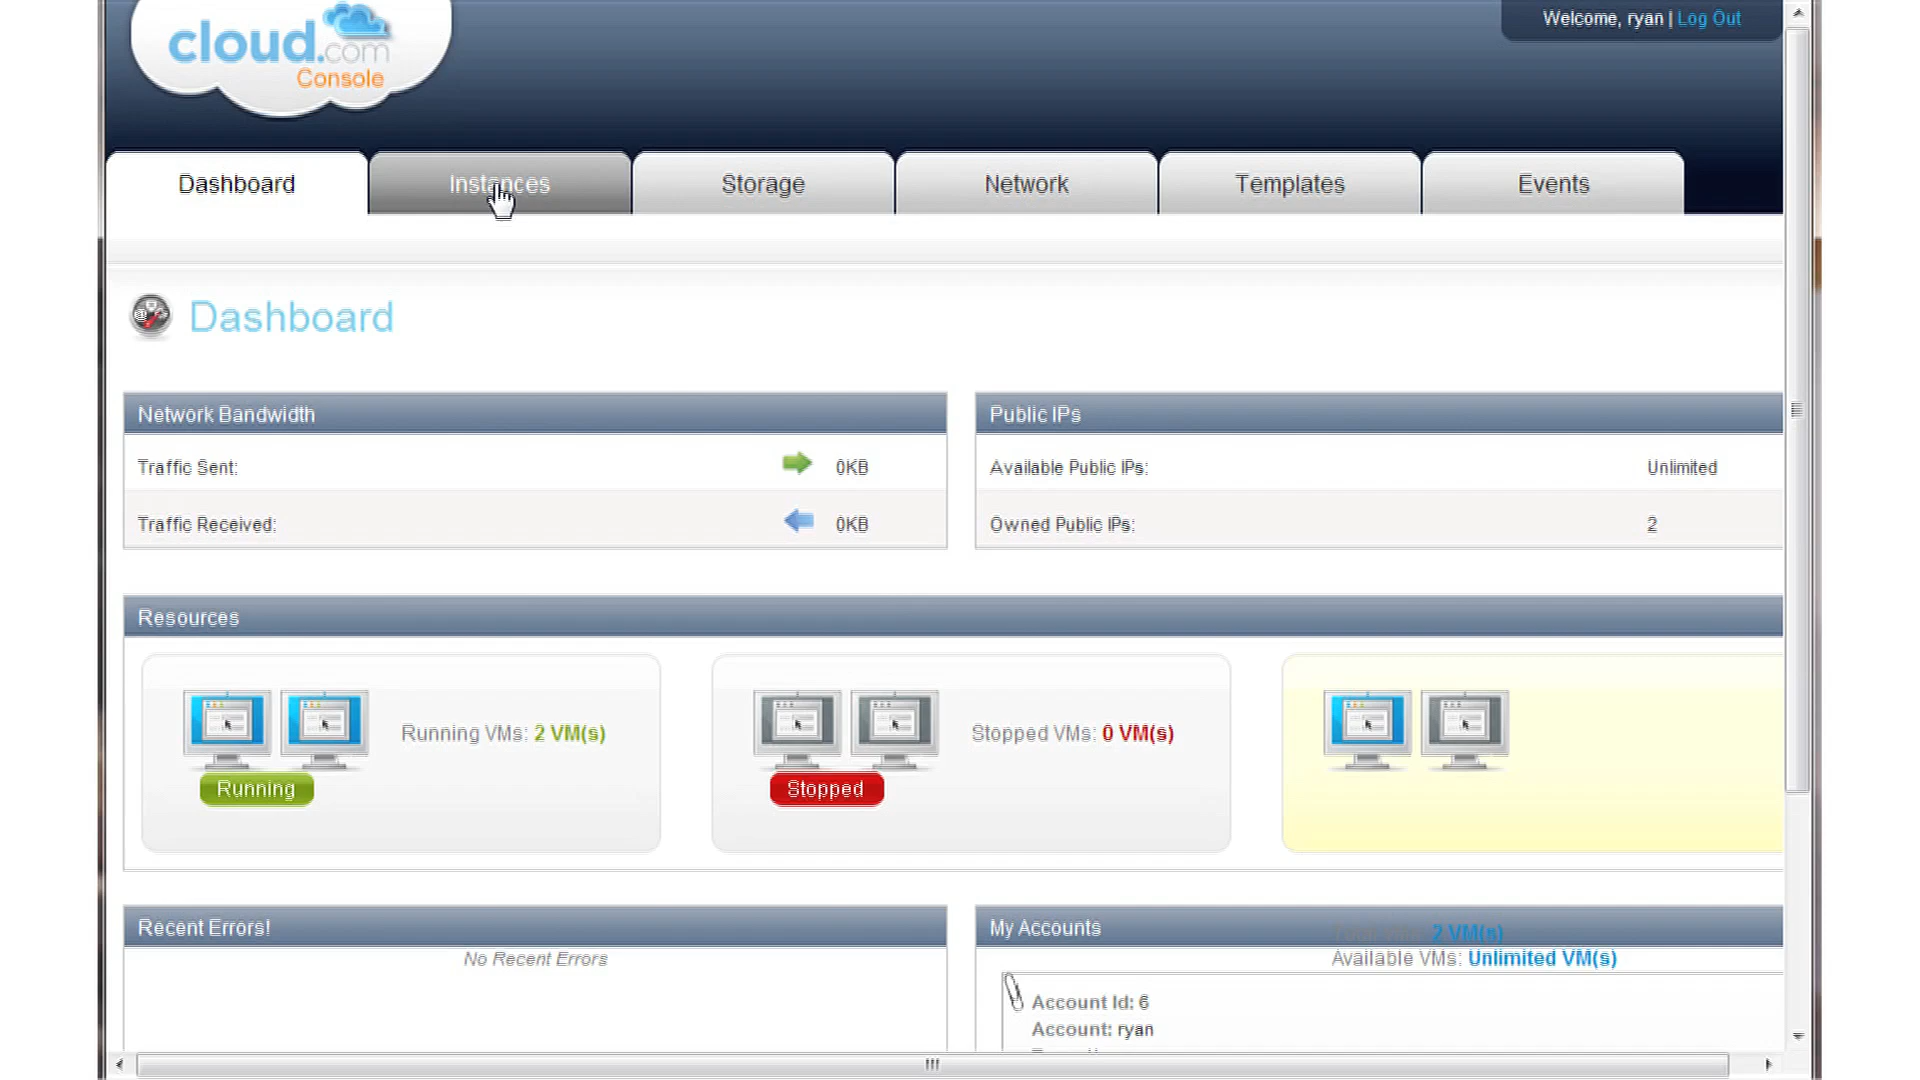 cloud.com
Console
Welcome, ryan | Log Out
Dashboard
Instances
Storage
Network
Templates
Events
Dashboard
Network Bandwidth
Traffic Sent:
0KB
Traffic Received:
0KB
Public IPs
Available Public IPs:
Unlimited
Owned Public IPs:
2
Resources
Running VMs: 2 VM(s)
Running
Stopped VMs: 0 VM(s)
Stopped
Recent Errors!
No Recent Errors
My Accounts
2 VM(s)
Available VMs: Unlimited VM(s)
Account Id: 6
Account: ryan